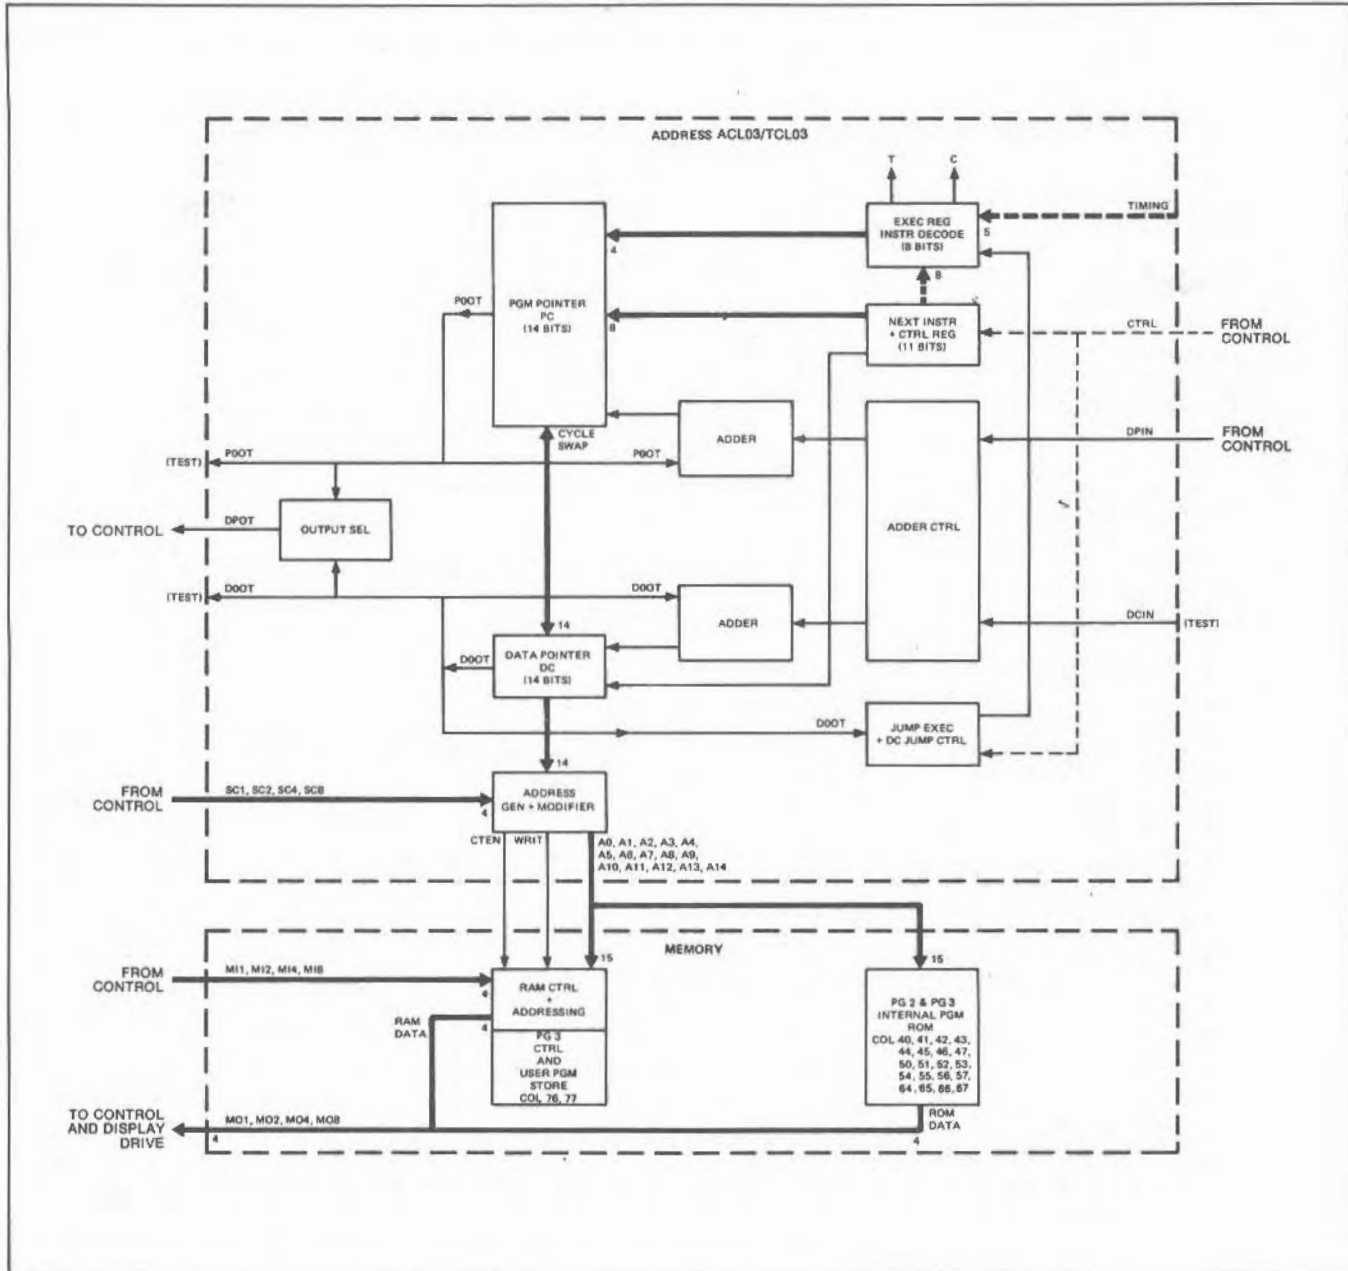 ADDRESS ACL03/TCL03
T
C
EXEC REG
INSTR DECODE
(8 BITS)
TIMING
5
4
8
PGM POINTER
PC
(14 BITS)
P0OT
8
NEXT INSTR
+ CTRL REG
(11 BITS)
CTRL
FROM
CONTROL
CYCLE
SWAP
ADDER
DPIN
FROM
CONTROL
(TEST)
P0OT
P0OT
TO CONTROL
DPOT
OUTPUT SEL
ADDER CTRL
(TEST)
D0OT
D0OT
ADDER
DCIN
(TEST)
14
D0OT
DATA POINTER
DC
(14 BITS)
D0OT
JUMP EXEC
+ DC JUMP CTRL
14
FROM
CONTROL
SC1, SC2, SC4, SC8
4
ADDRESS
GEN + MODIFIER
CTEN
WRIT
A0, A1, A2, A3, A4,
A5, A6, A7, A8, A9,
A10, A11, A12, A13, A14
MEMORY
15
15
FROM
CONTROL
MI1, MI2, MI4, MI8
4
RAM CTRL
+
ADDRESSING
RAM
DATA
4
PG 3
CTRL
AND
USER PGM
STORE
COL 76, 77
PG 2 & PG 3
INTERNAL PGM
ROM
COL 40, 41, 42, 43,
44, 45, 46, 47,
50, 51, 52, 53,
54, 55, 56, 57,
64, 65, 66, 67
ROM
DATA
TO CONTROL
AND DISPLAY
DRIVE
MO1, MO2, MO4, MO8
4
4